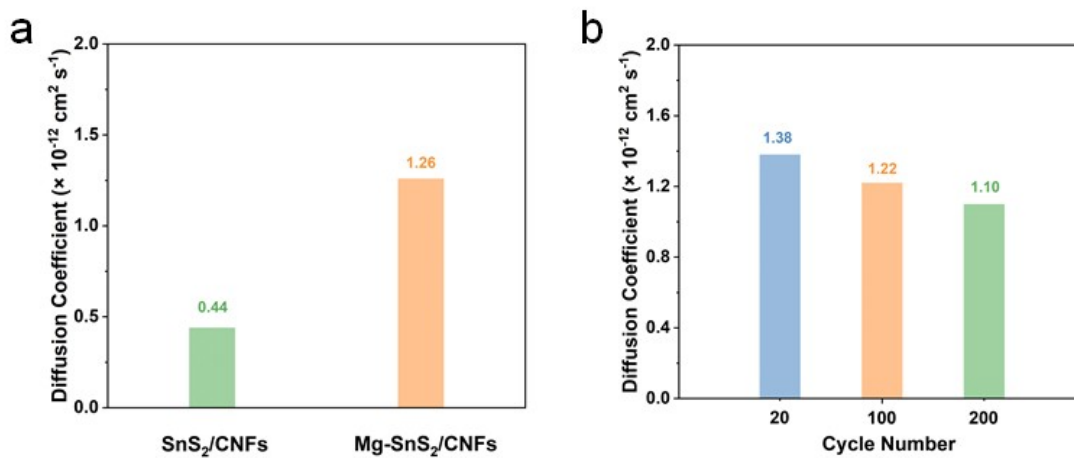 a
Diffusion Coefficient (× 10⁻¹² cm² s⁻¹)
2.0
1.5
1.0
0.5
0.0
0.44
1.26
SnS₂/CNFs
Mg-SnS₂/CNFs
b
Diffusion Coefficient (× 10⁻¹² cm² s⁻¹)
2.0
1.6
1.2
0.8
0.4
0.0
1.38
1.22
1.10
20 100 200
Cycle Number